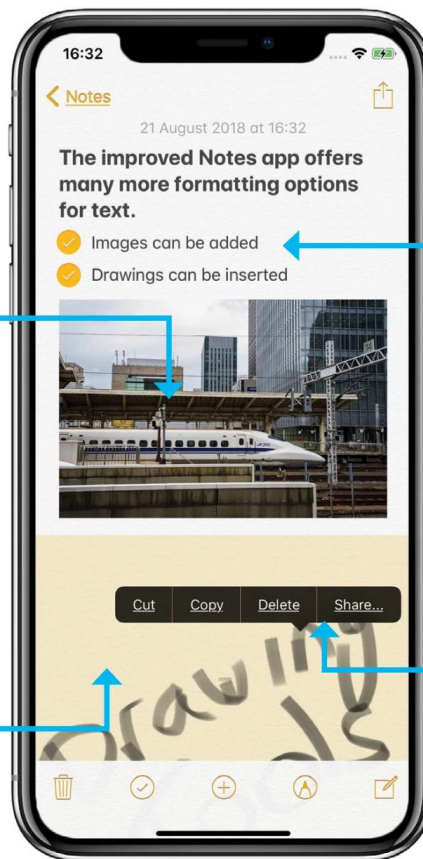 16:32
Notes
21 August 2018 at 16:32
The improved Notes app offers
many more formatting options
for text.
Images can be added
Drawings can be inserted
Cut Copy Delete Share...
Drawing